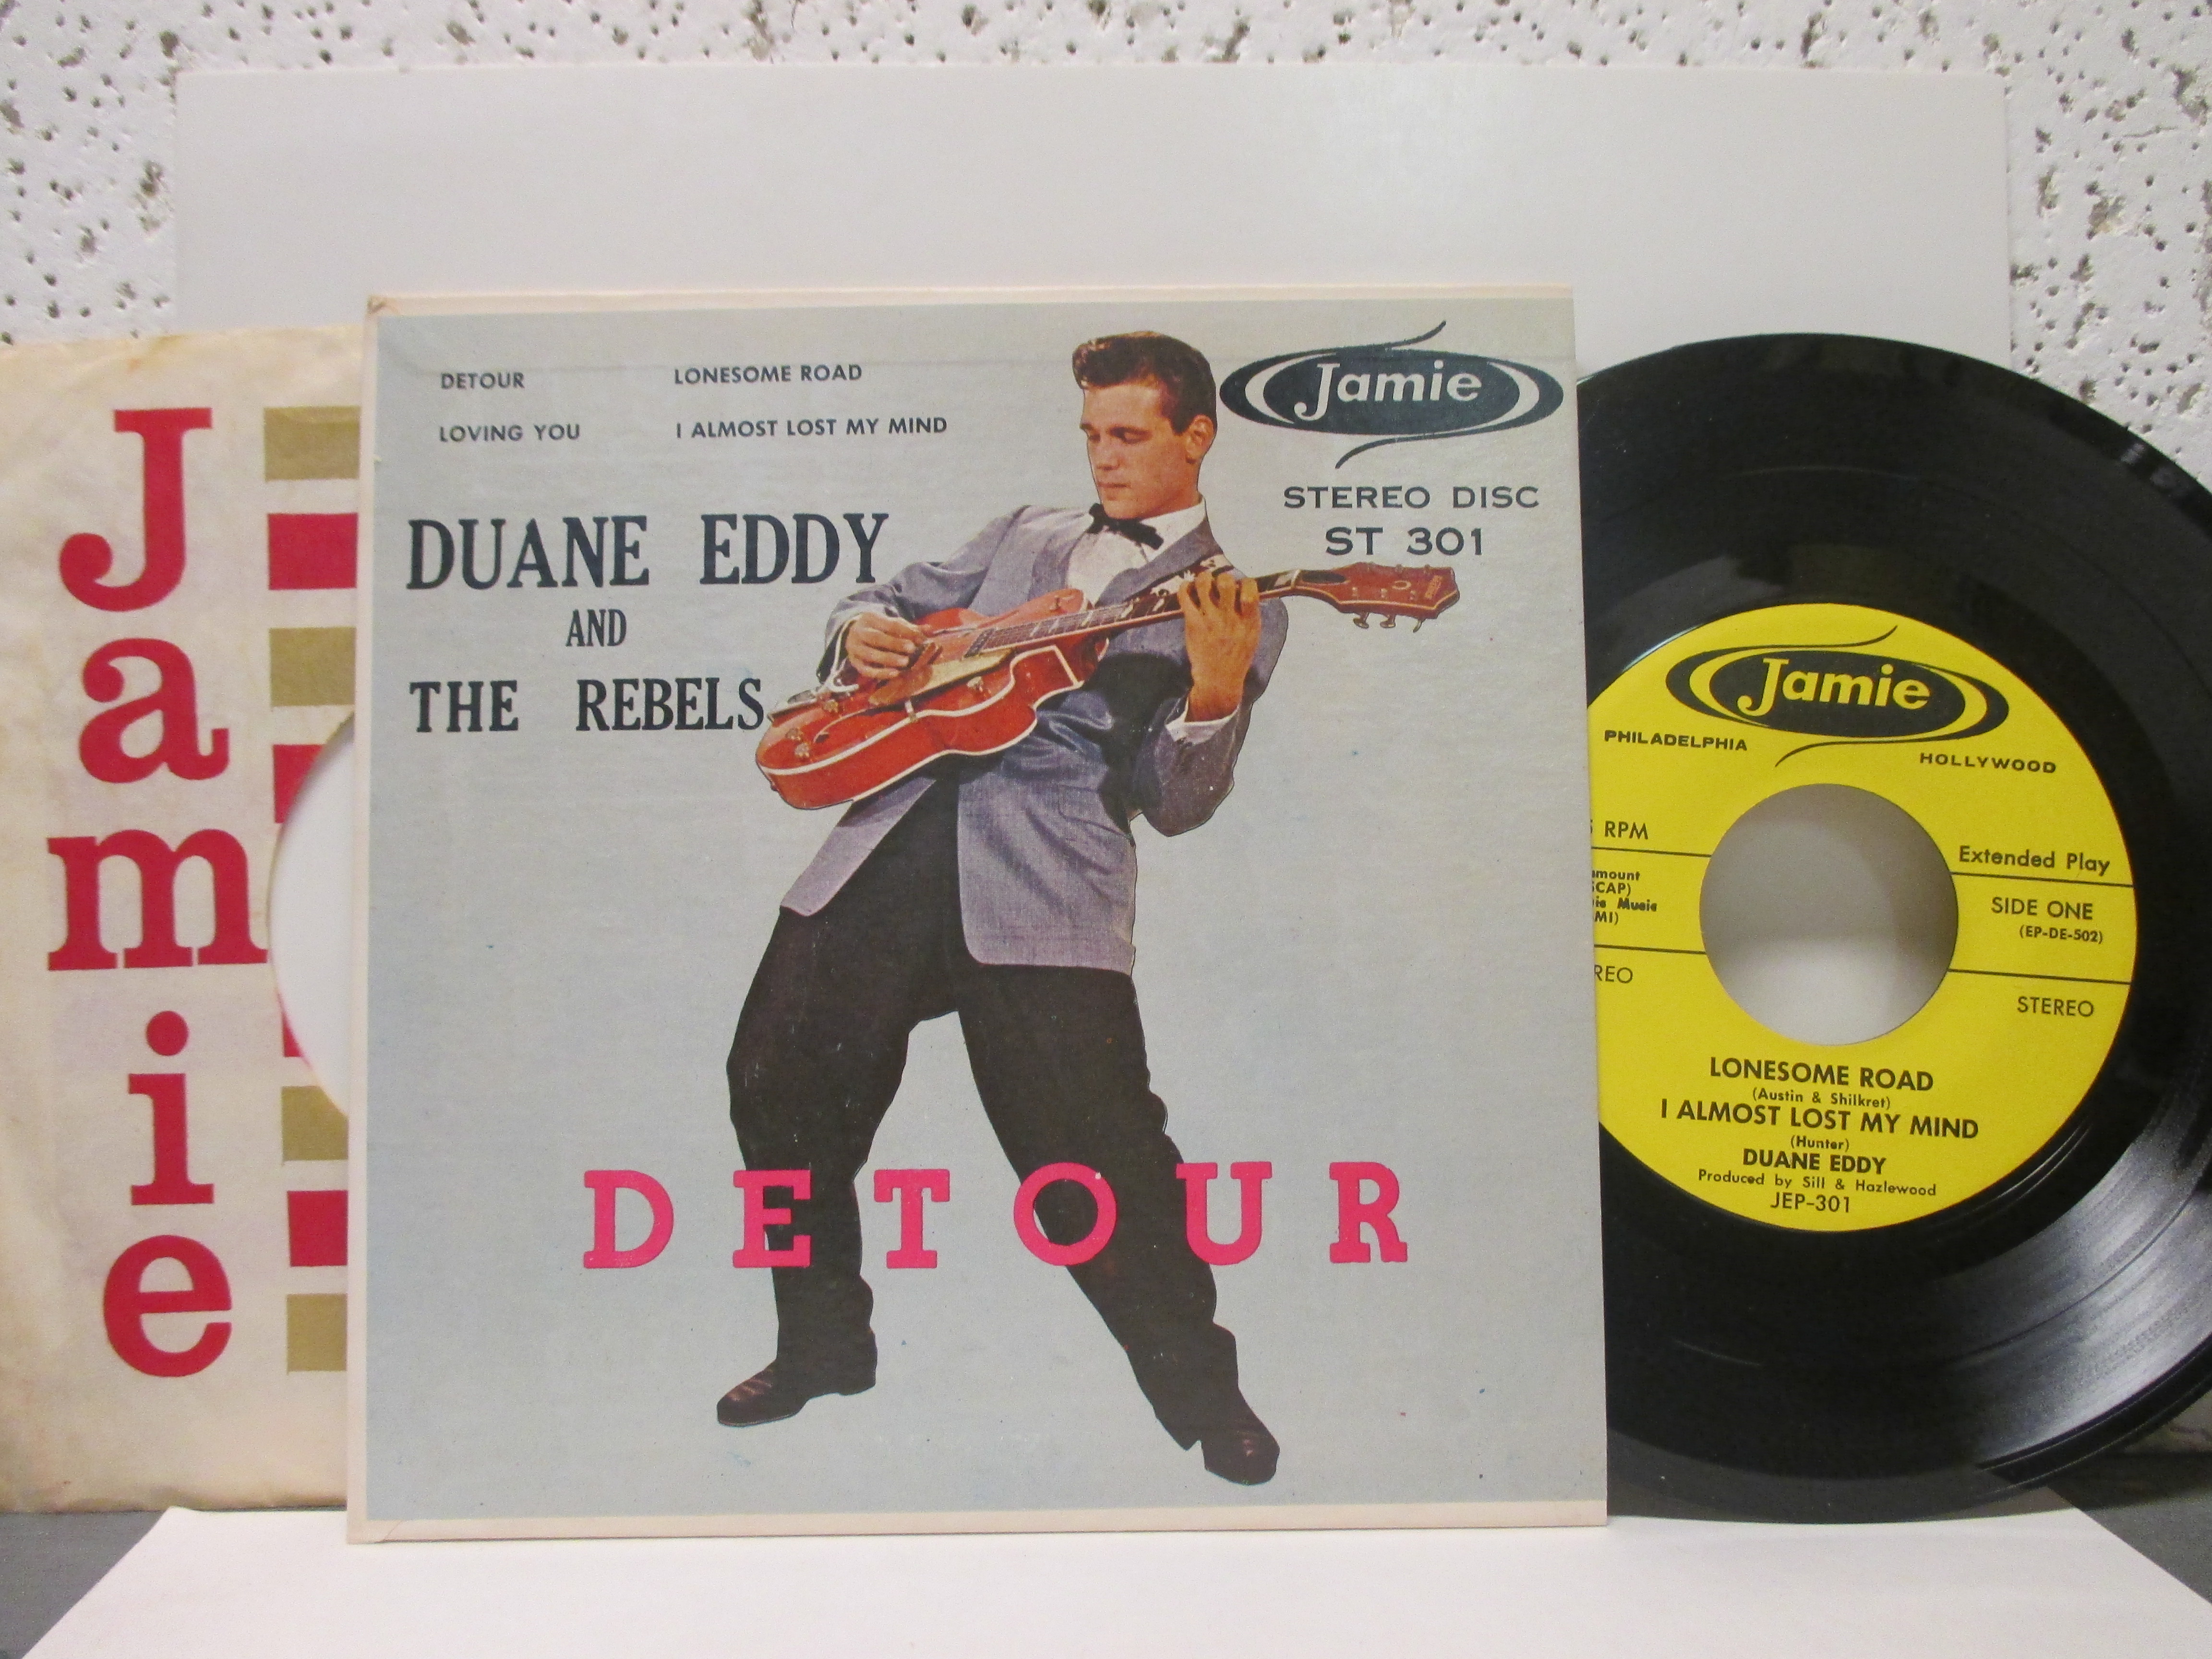 Jamie
DETOUR
LONESOME ROAD
LOVING YOU
I ALMOST LOST MY MIND
Jamie
STEREO DISC
ST 301
DUANE EDDY
AND
THE REBELS
DETOUR
Jamie
PHILADELPHIA
HOLLYWOOD
RPM
Extended Play
SIDE ONE
(EP-DE-502)
STEREO
LONESOME ROAD
(Austin & Shilkret)
I ALMOST LOST MY MIND
(Hunter)
DUANE EDDY
Produced by Sill & Hazlewood
JEP-301